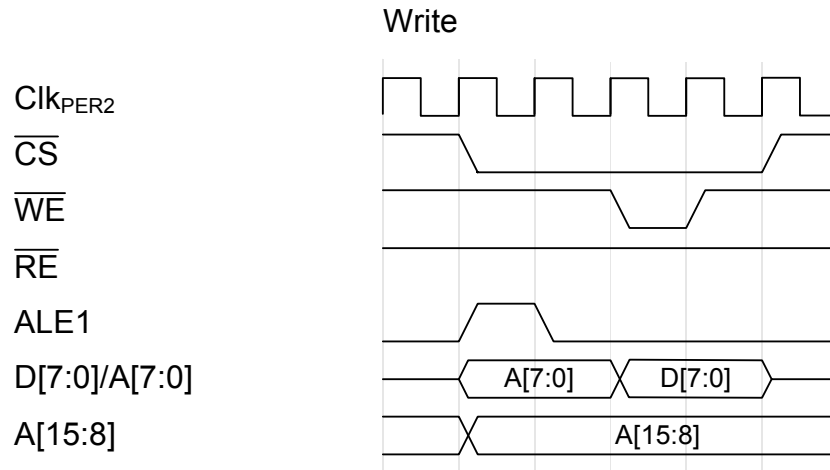 Write
ClkPER2
CS
WE
RE
ALE1
D[7:0]/A[7:0] A[7:0] D[7:0]
A[15:8] A[15:8]